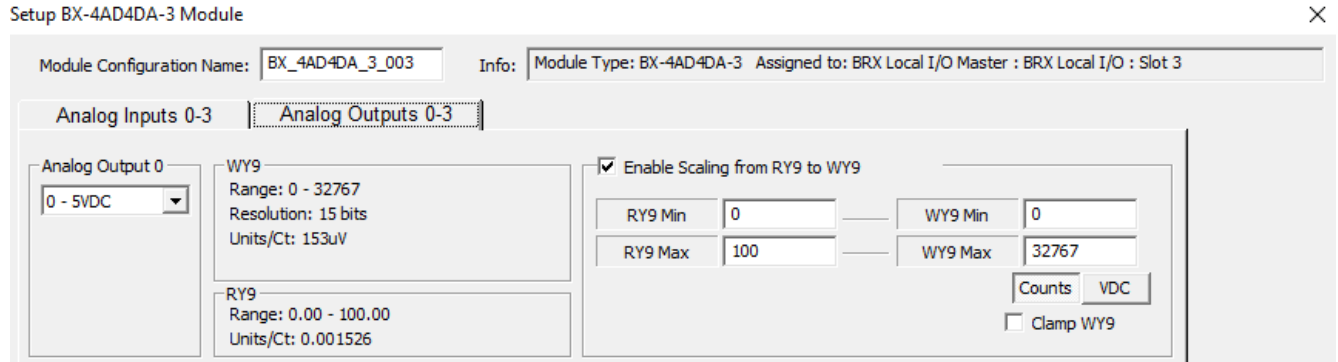 Setup BX-4AD4DA-3 Module
Module Configuration Name: BX_4AD4DA_3_003 Info: Module Type: BX-4AD4DA-3 Assigned to: BRX Local I/O Master : BRX Local I/O : Slot 3
Analog Inputs 0-3 Analog Outputs 0-3
Analog Output 0
0 - 5VDC
WY9
Range: 0 - 32767
Resolution: 15 bits
Units/Ct: 153uV
RY9
Range: 0.00 - 100.00
Units/Ct: 0.001526
Enable Scaling from RY9 to WY9
RY9 Min 0 WY9 Min 0
RY9 Max 100 WY9 Max 32767
Counts VDC
Clamp WY9